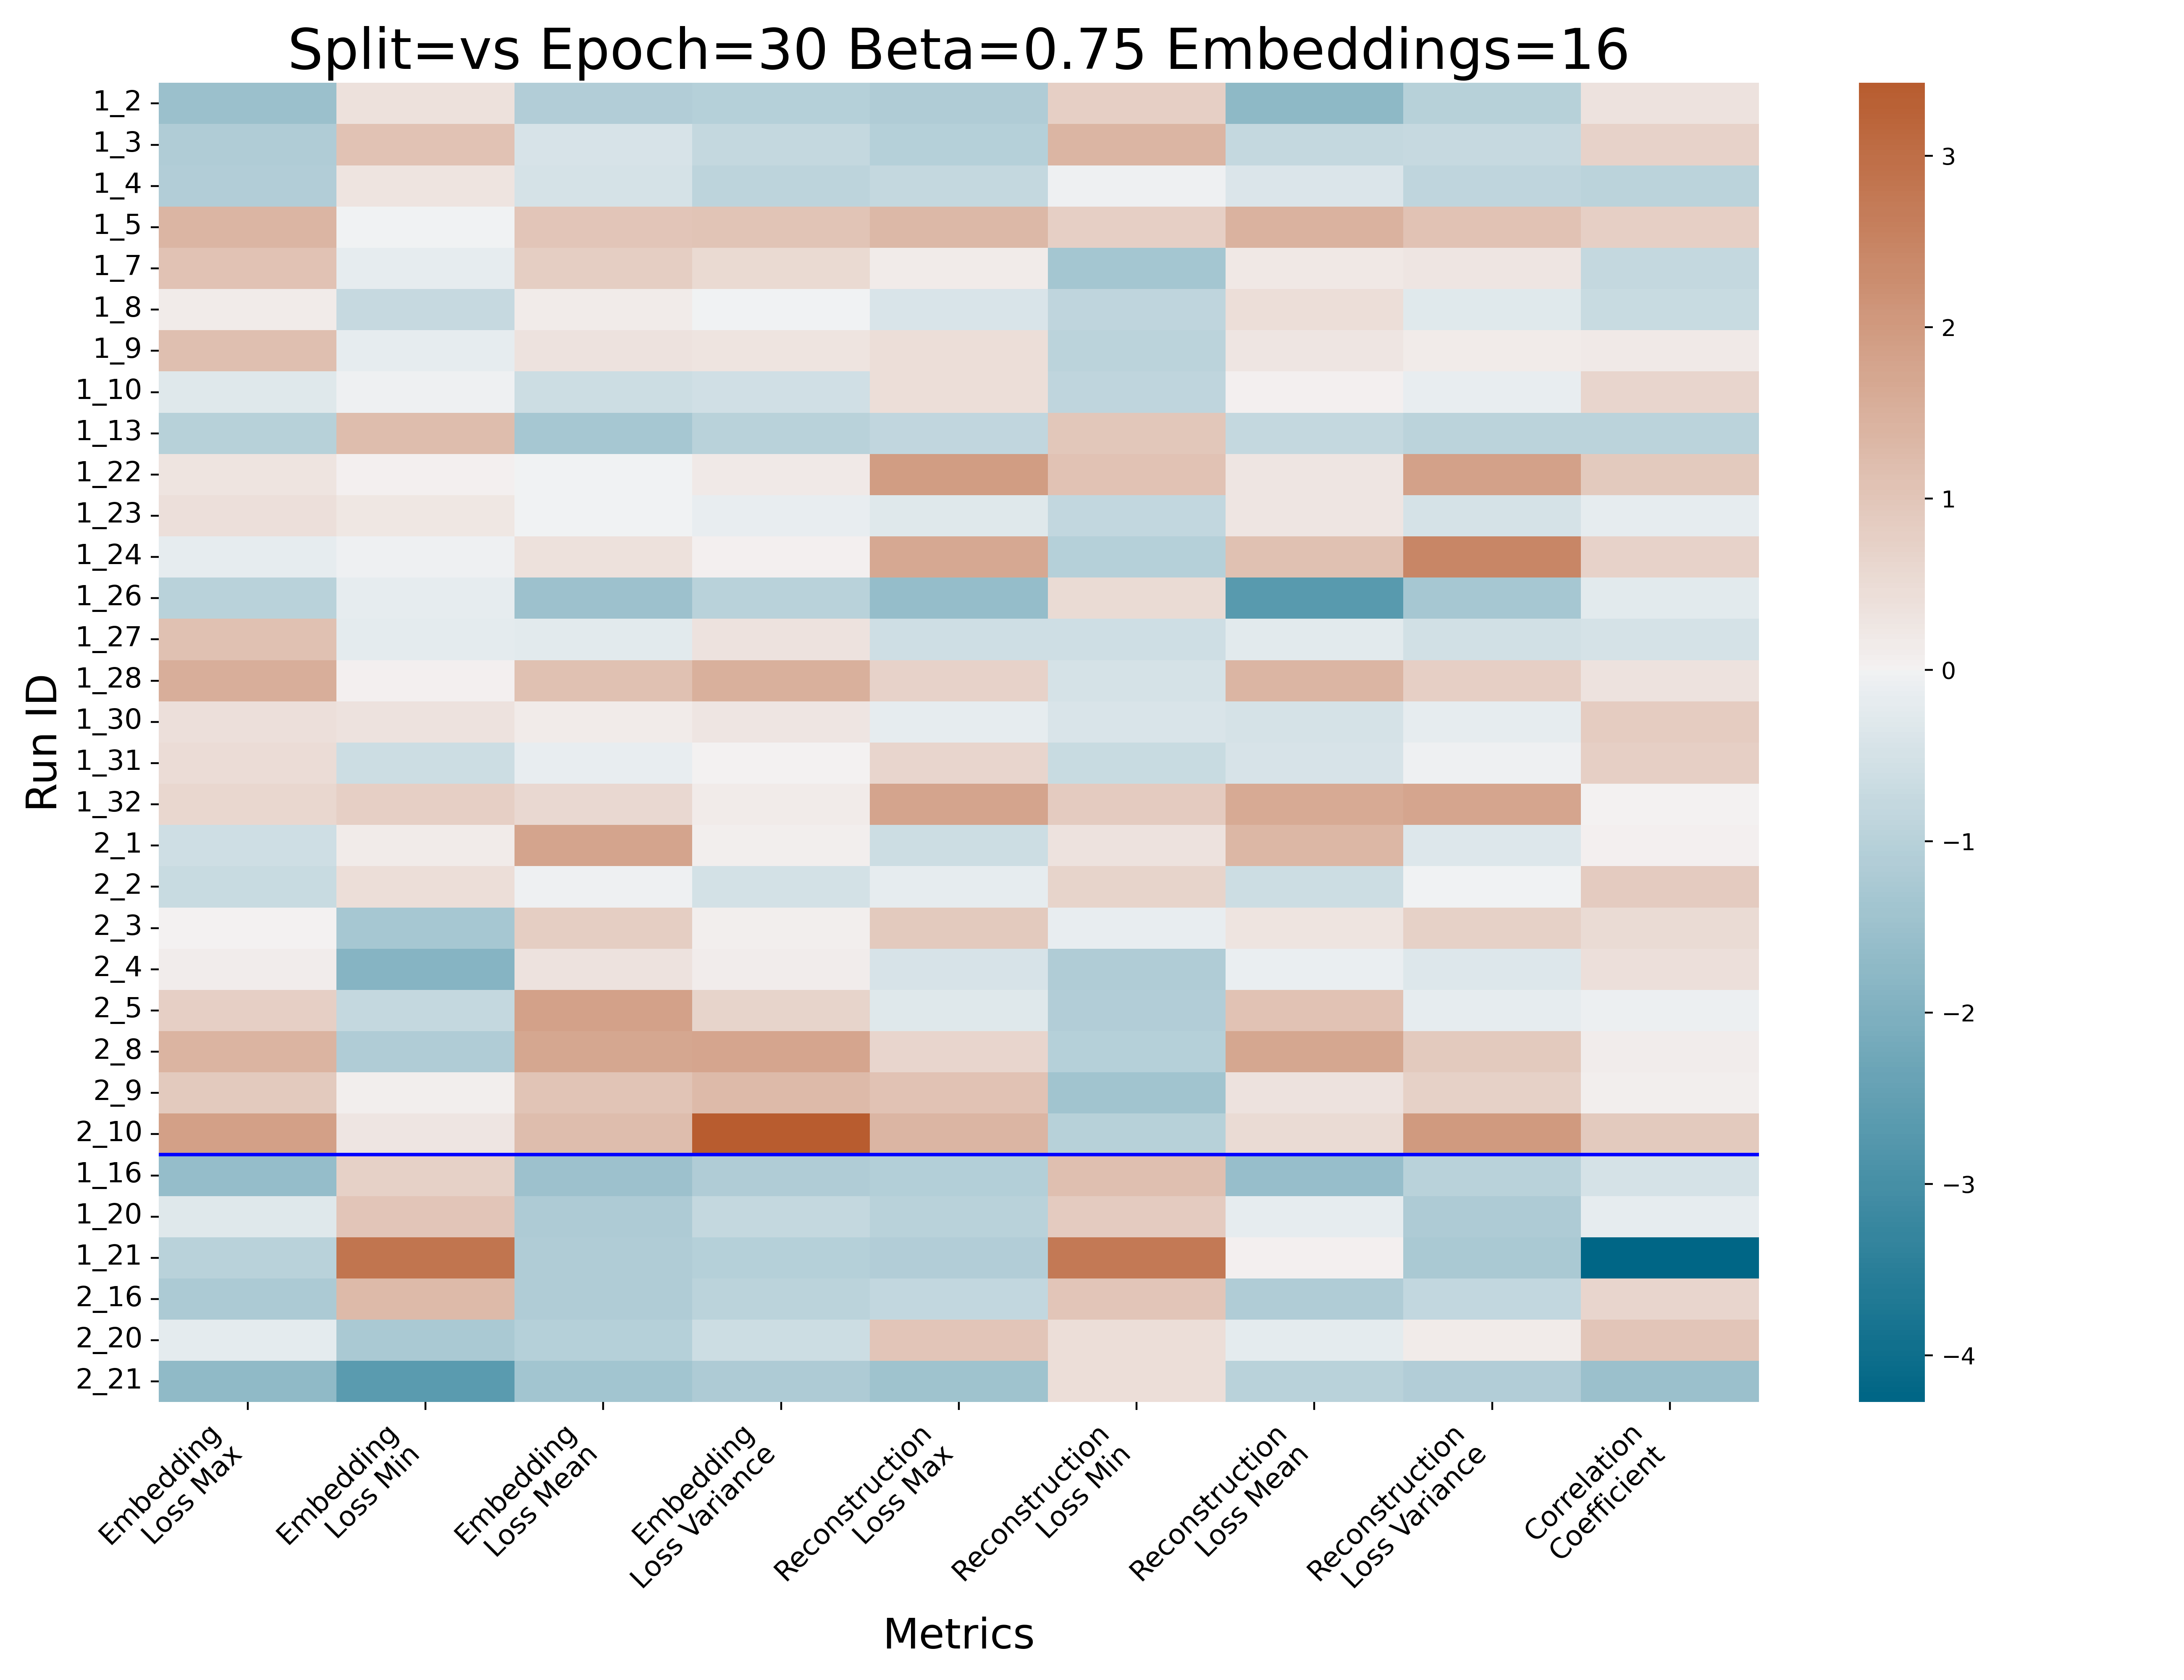 Split=vs Epoch=30 Beta=0.75 Embeddings=16
Run ID
1_2
1_3
1_4
1_5
1_7
1_8
1_9
1_10
1_13
1_22
1_23
1_24
1_26
1_27
1_28
1_30
1_31
1_32
2_1
2_2
2_3
2_4
2_5
2_8
2_9
2_10
1_16
1_20
1_21
2_16
2_20
2_21
Embedding
Loss Max
Embedding
Loss Min
Embedding
Loss Mean
Embedding
Loss Variance
Reconstruction
Loss Max
Reconstruction
Loss Min
Reconstruction
Loss Mean
Reconstruction
Loss Variance
Correlation
Coefficient
Metrics
3
2
1
0
−1
−2
−3
−4